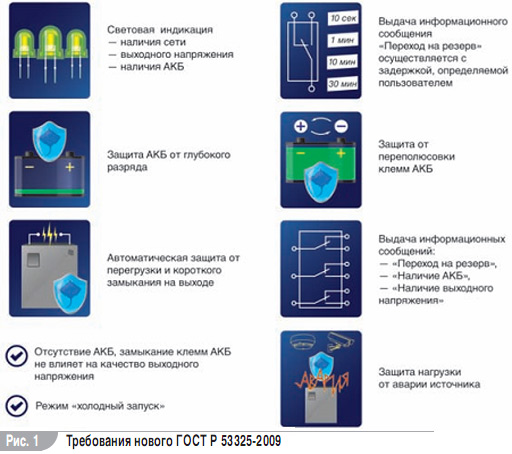 Световая индикация
— наличия сети
— выходного напряжения
— наличия АКБ
10 сек
1 мин
10 мин
30 мин
Выдача информационного
сообщения
«Переход на резерв»
осуществляется с
задержкой, определяемой
пользователем
Защита АКБ от глубокого
разряда
Защита от
переполюсовки
клемм АКБ
Автоматическая защита от
перегрузки и короткого
замыкания на выходе
Выдача информационных
сообщений:
— «Переход на резерв»,
— «Наличие АКБ»,
— «Наличие выходного
напряжения»
Отсутствие АКБ, замыкание клемм АКБ
не влияет на качество выходного
напряжения
Режим «холодный запуск»
АВАРИЯ
Защита нагрузки
от аварии источника
Рис. 1 Требования нового ГОСТ Р 53325-2009